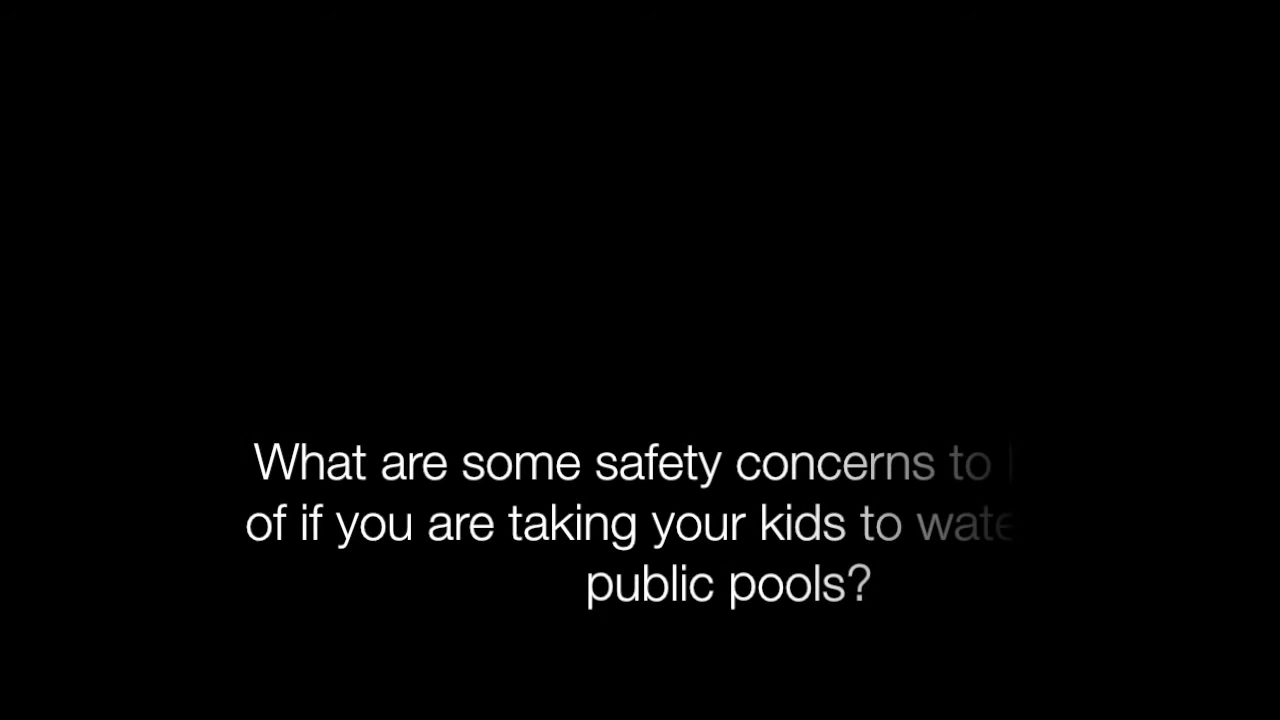 What are some safety concerns to
of if you are taking your kids to
public pools?